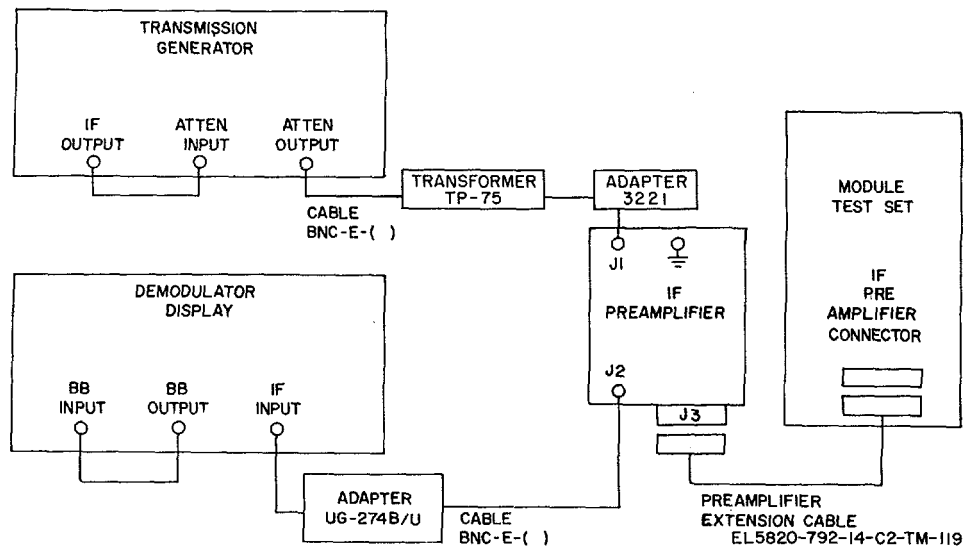 TRANSMISSION
GENERATOR
IF
OUTPUT
ATTEN
INPUT
ATTEN
OUTPUT
CABLE
BNC-E-( )
TRANSFORMER
TP-75
ADAPTER
3221
J1
IF
PREAMPLIFIER
J2
J3
MODULE
TEST SET
IF
PRE
AMPLIFIER
CONNECTOR
DEMODULATOR
DISPLAY
BB
INPUT
BB
OUTPUT
IF
INPUT
ADAPTER
UG-274B/U
CABLE
BNC-E-( )
PREAMPLIFIER
EXTENSION CABLE
EL5820-792-14-C2-TM-119